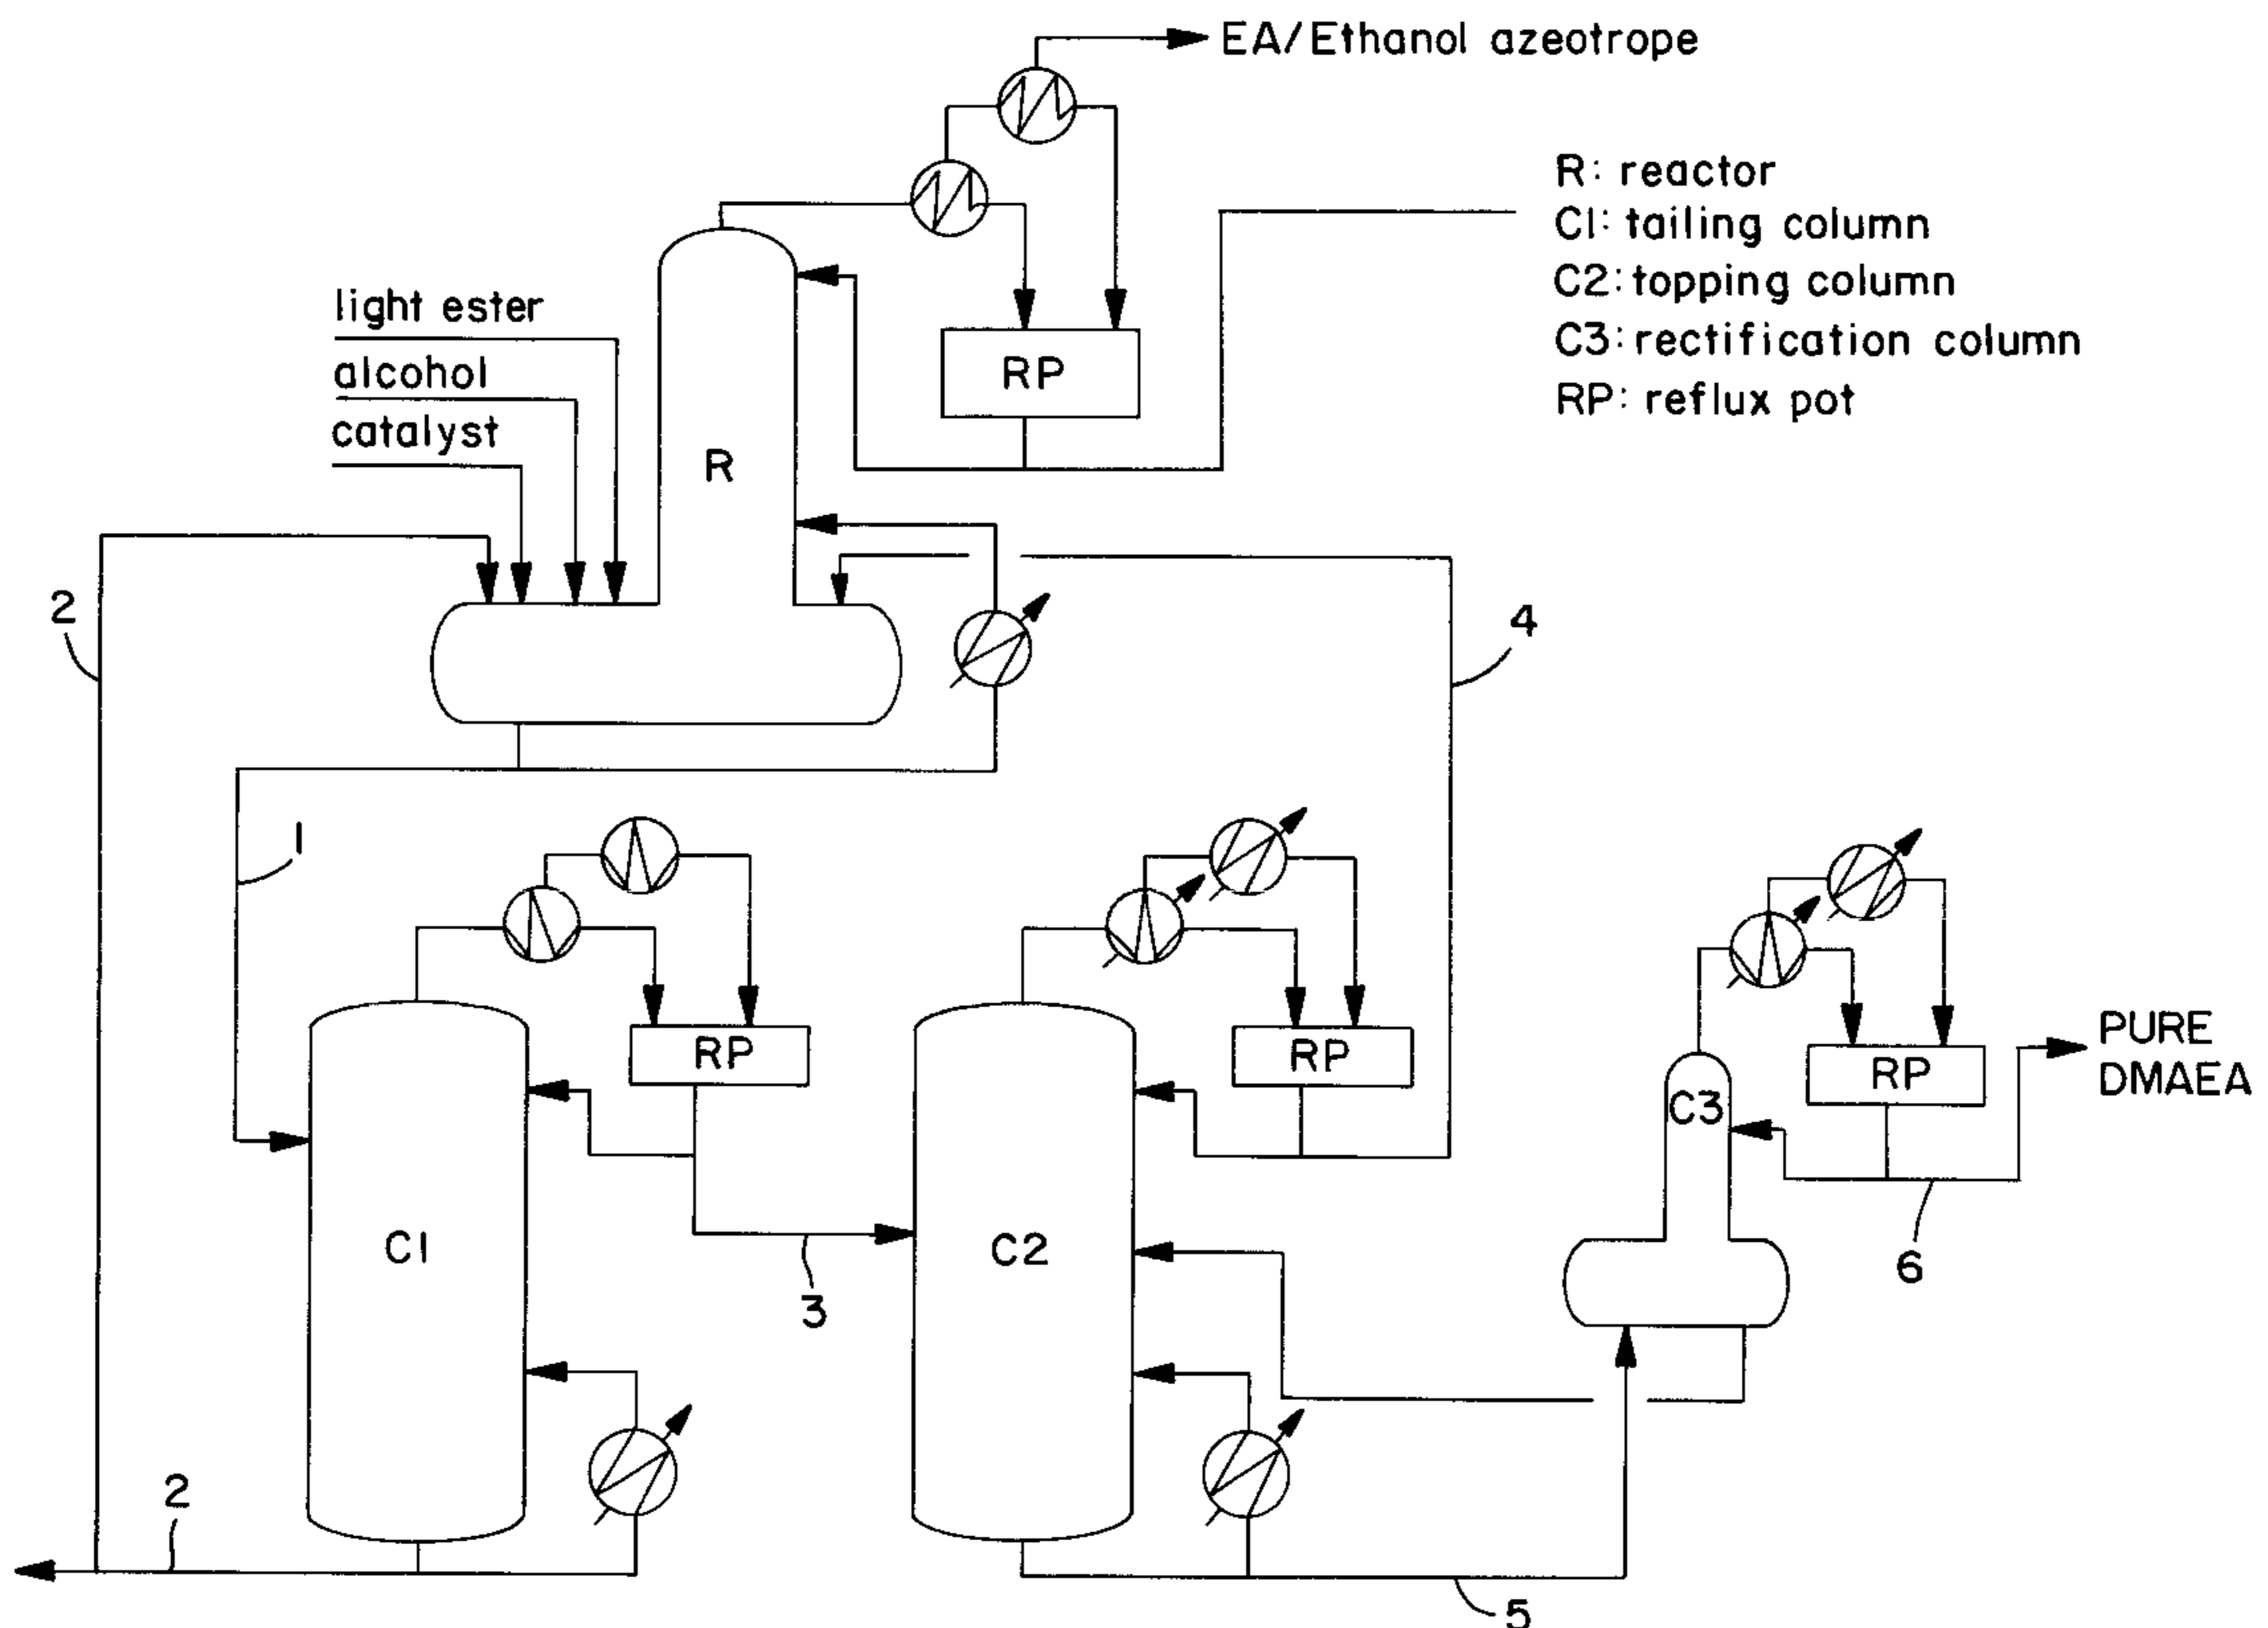 EA/Ethanol azeotrope
R: reactor
C1: tailing column
C2: topping column
C3: rectification column
RP: reflux pot
light ester
alcohol
catalyst
RP
R
2
4
1
RP
RP
PURE
DMAEA
RP
C3
C1
C2
3
6
2
5